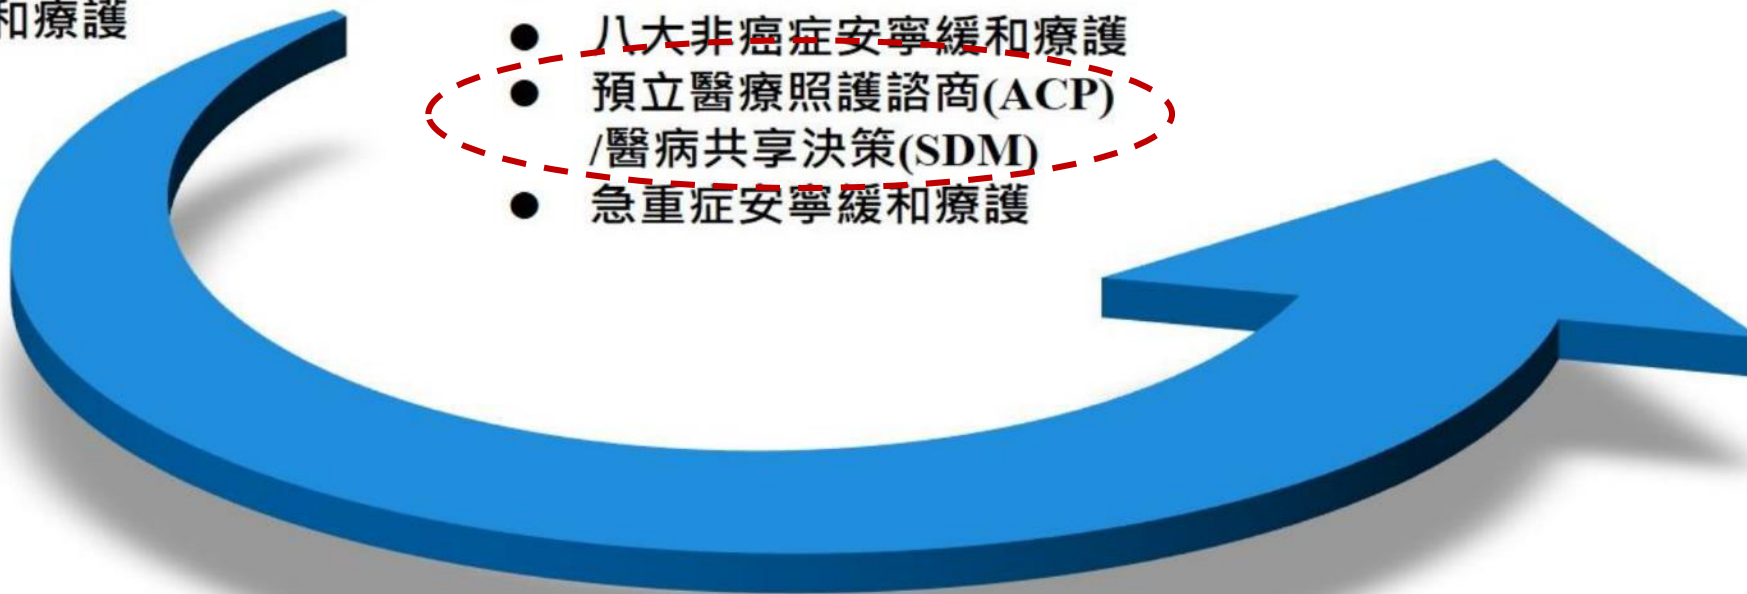 和療護
● 八大非癌症安寧緩和療護
● 預立醫療照護諮商(ACP)
/醫病共享決策(SDM)
● 急重症安寧緩和療護